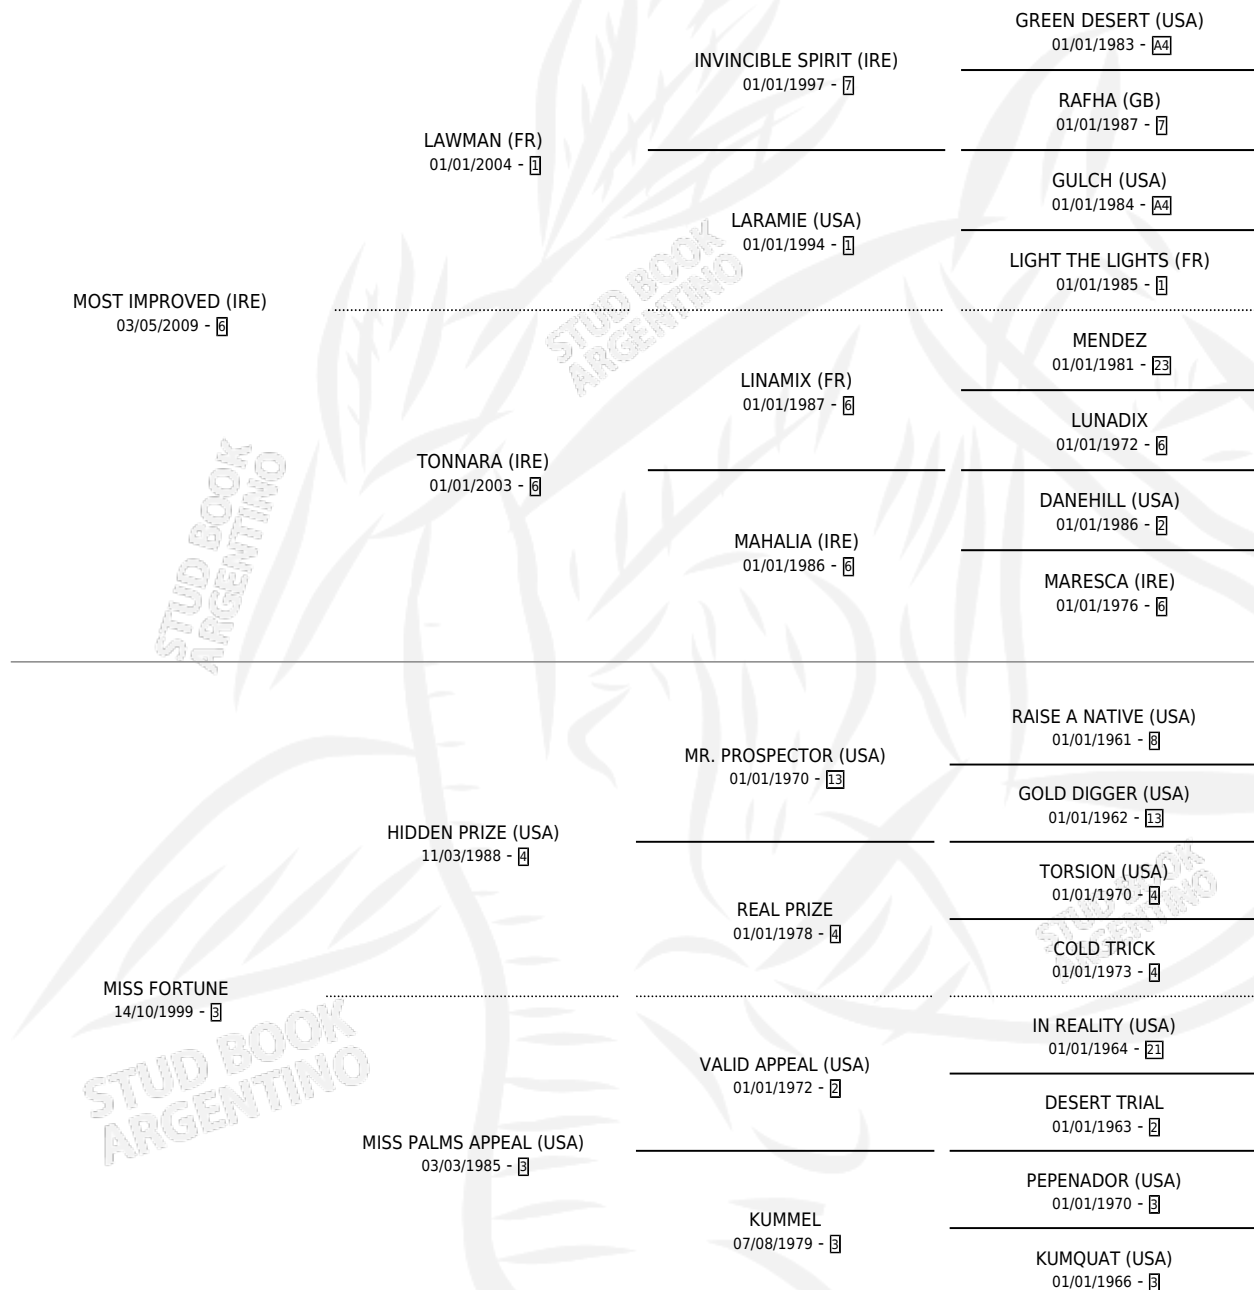 GREEN DESERT (USA)
01/01/1983 - A4
INVINCIBLE SPIRIT (IRE)
01/01/1997 - 7
RAFHA (GB)
01/01/1987 - 7
LAWMAN (FR)
01/01/2004 - 1
GULCH (USA)
01/01/1984 - A4
LARAMIE (USA)
01/01/1994 - 1
LIGHT THE LIGHTS (FR)
01/01/1985 - 1
MOST IMPROVED (IRE)
03/05/2009 - 6
MENDEZ
01/01/1981 - 23
LINAMIX (FR)
01/01/1987 - 6
LUNADIX
01/01/1972 - 6
TONNARA (IRE)
01/01/2003 - 6
DANEHILL (USA)
01/01/1986 - 2
MAHALIA (IRE)
01/01/1986 - 6
MARESCA (IRE)
01/01/1976 - 6
RAISE A NATIVE (USA)
01/01/1961 - 8
MR. PROSPECTOR (USA)
01/01/1970 - 13
GOLD DIGGER (USA)
01/01/1962 - 13
HIDDEN PRIZE (USA)
11/03/1988 - 4
TORSION (USA)
01/01/1970 - 4
REAL PRIZE
01/01/1978 - 4
COLD TRICK
01/01/1973 - 4
MISS FORTUNE
14/10/1999 - 3
IN REALITY (USA)
01/01/1964 - 21
VALID APPEAL (USA)
01/01/1972 - 2
DESERT TRIAL
01/01/1963 - 2
MISS PALMS APPEAL (USA)
03/03/1985 - 3
PEPENADOR (USA)
01/01/1970 - 3
KUMMEL
07/08/1979 - 3
KUMQUAT (USA)
01/01/1966 - 3
STUD BOOK
ARGENTINO
STUD BOOK
ARGENTINO
STUD BOOK
ARGENTINO
STUD BOOK
ARGENTINO